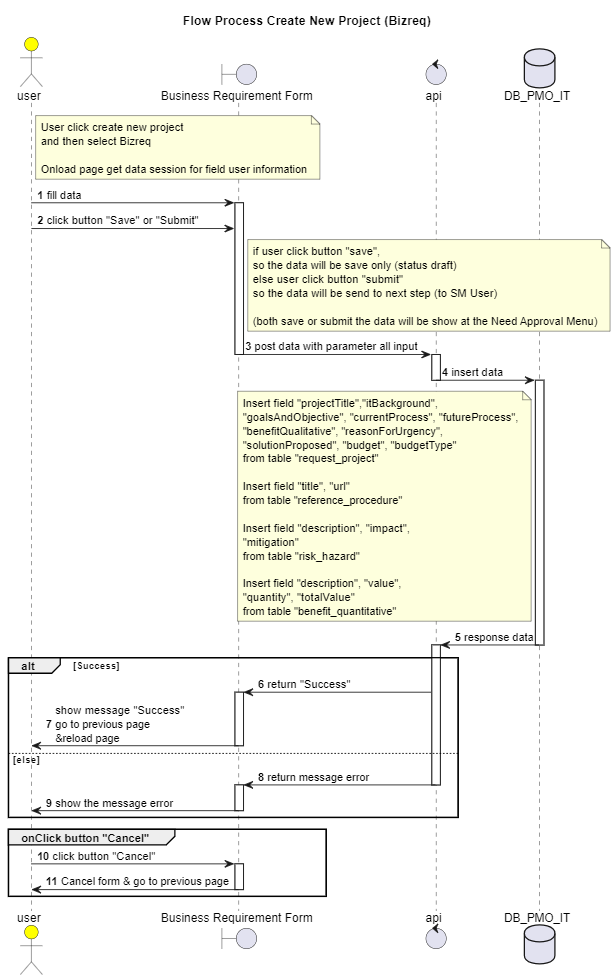 Flow Process Create New Project (Bizreq)
user
Business Requirement Form
api
DB_PMO_IT
User click create new project
and then select Bizreq
Onload page get data session for field user information
1 fill data
2 click button "Save" or "Submit"
if user click button "save",
so the data will be save only (status draft)
else user click button "submit"
so the data will be send to next step (to SM User)
(both save or submit the data will be show at the Need Approval Menu)
3 post data with parameter all input
4 insert data
Insert field "projectTitle","itBackground",
"goalsAndObjective", "currentProcess", "futureProcess",
"benefitQualitative", "reasonForUrgency",
"solutionProposed", "budget", "budgetType"
from table "request_project"
Insert field "title", "url"
from table "reference_procedure"
Insert field "description", "impact",
"mitigation"
from table "risk_hazard"
Insert field "description", "value",
"quantity", "totalValue"
from table "benefit_quantitative"
5 response data
alt [Success]
6 return "Success"
show message "Success"
7 go to previous page
&reload page
[else]
8 return message error
9 show the message error
onClick button "Cancel"
10 click button "Cancel"
11 Cancel form & go to previous page
user
Business Requirement Form
api
DB_PMO_IT